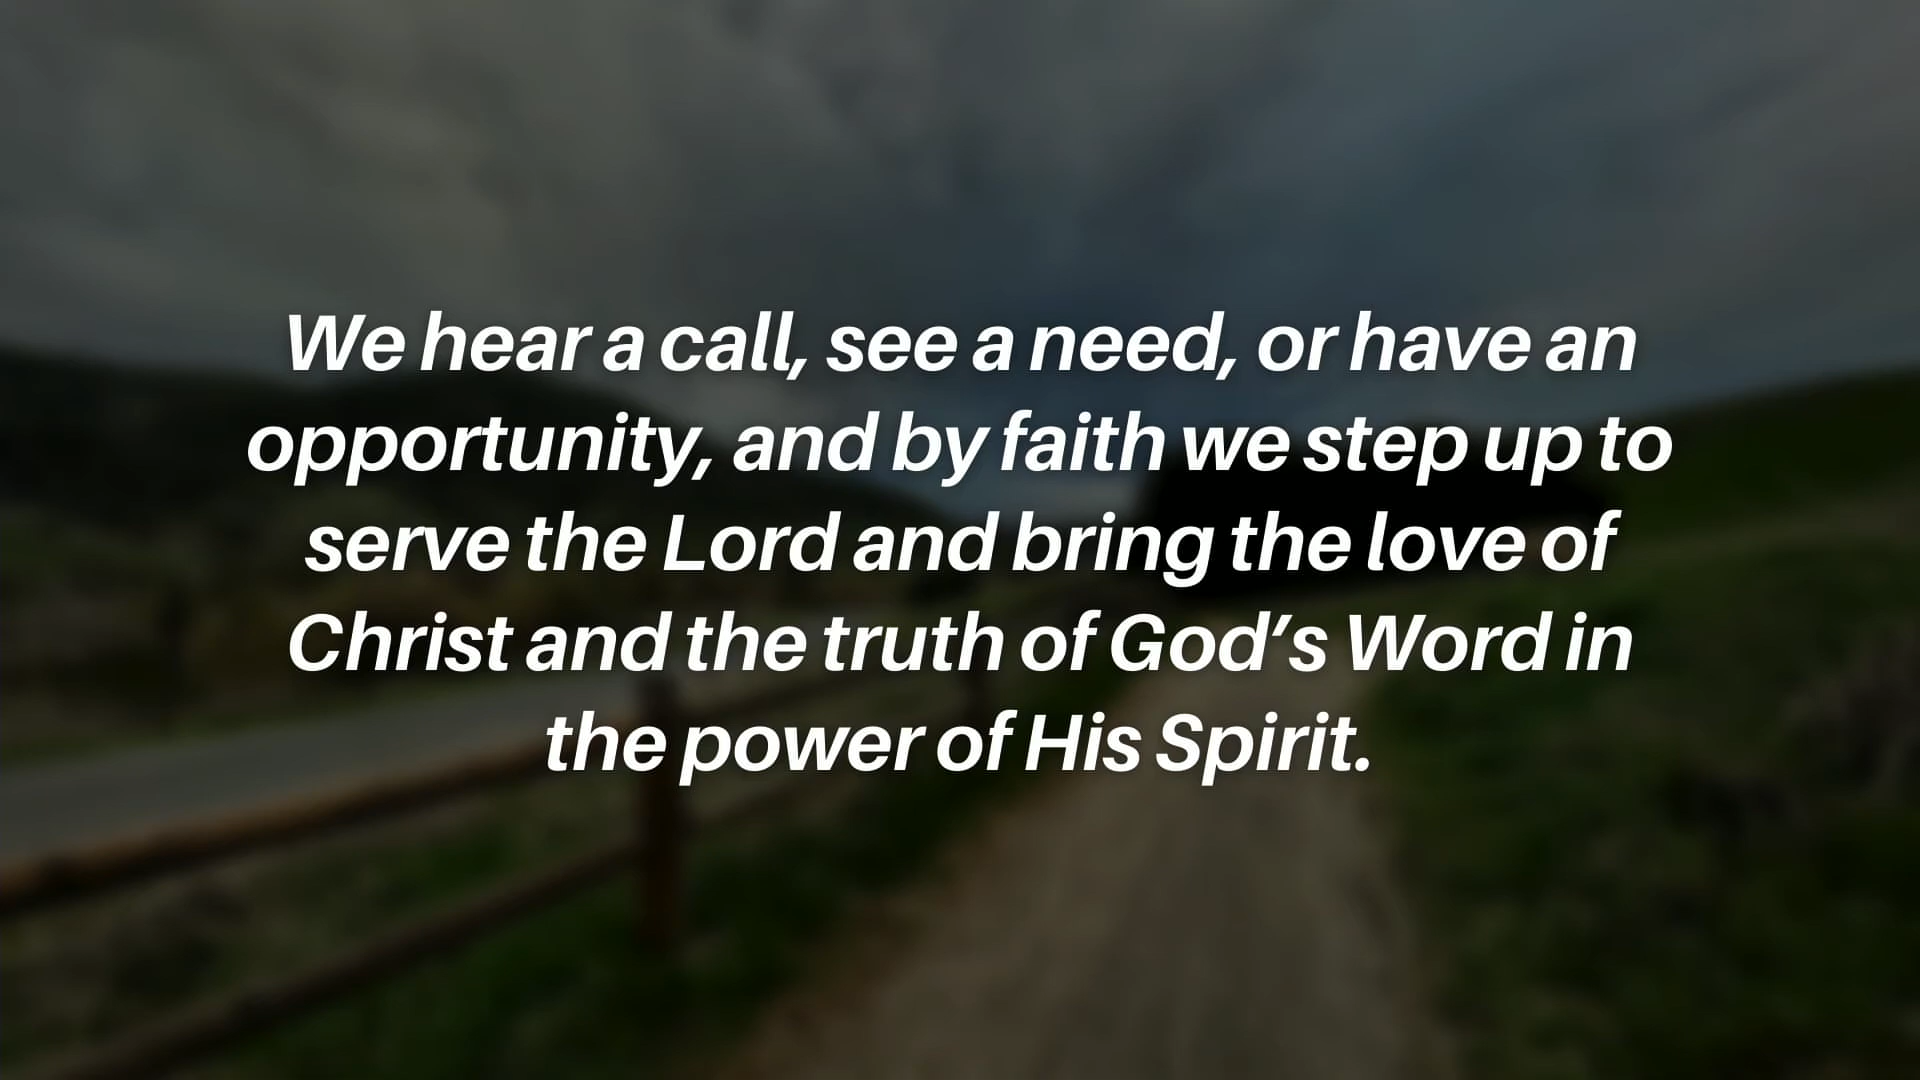 We hear a call, see a need, or have an
opportunity, and by faith we step up to
serve the Lord and bring the love of
Christ and the truth of God’s Word in
the power of His Spirit.